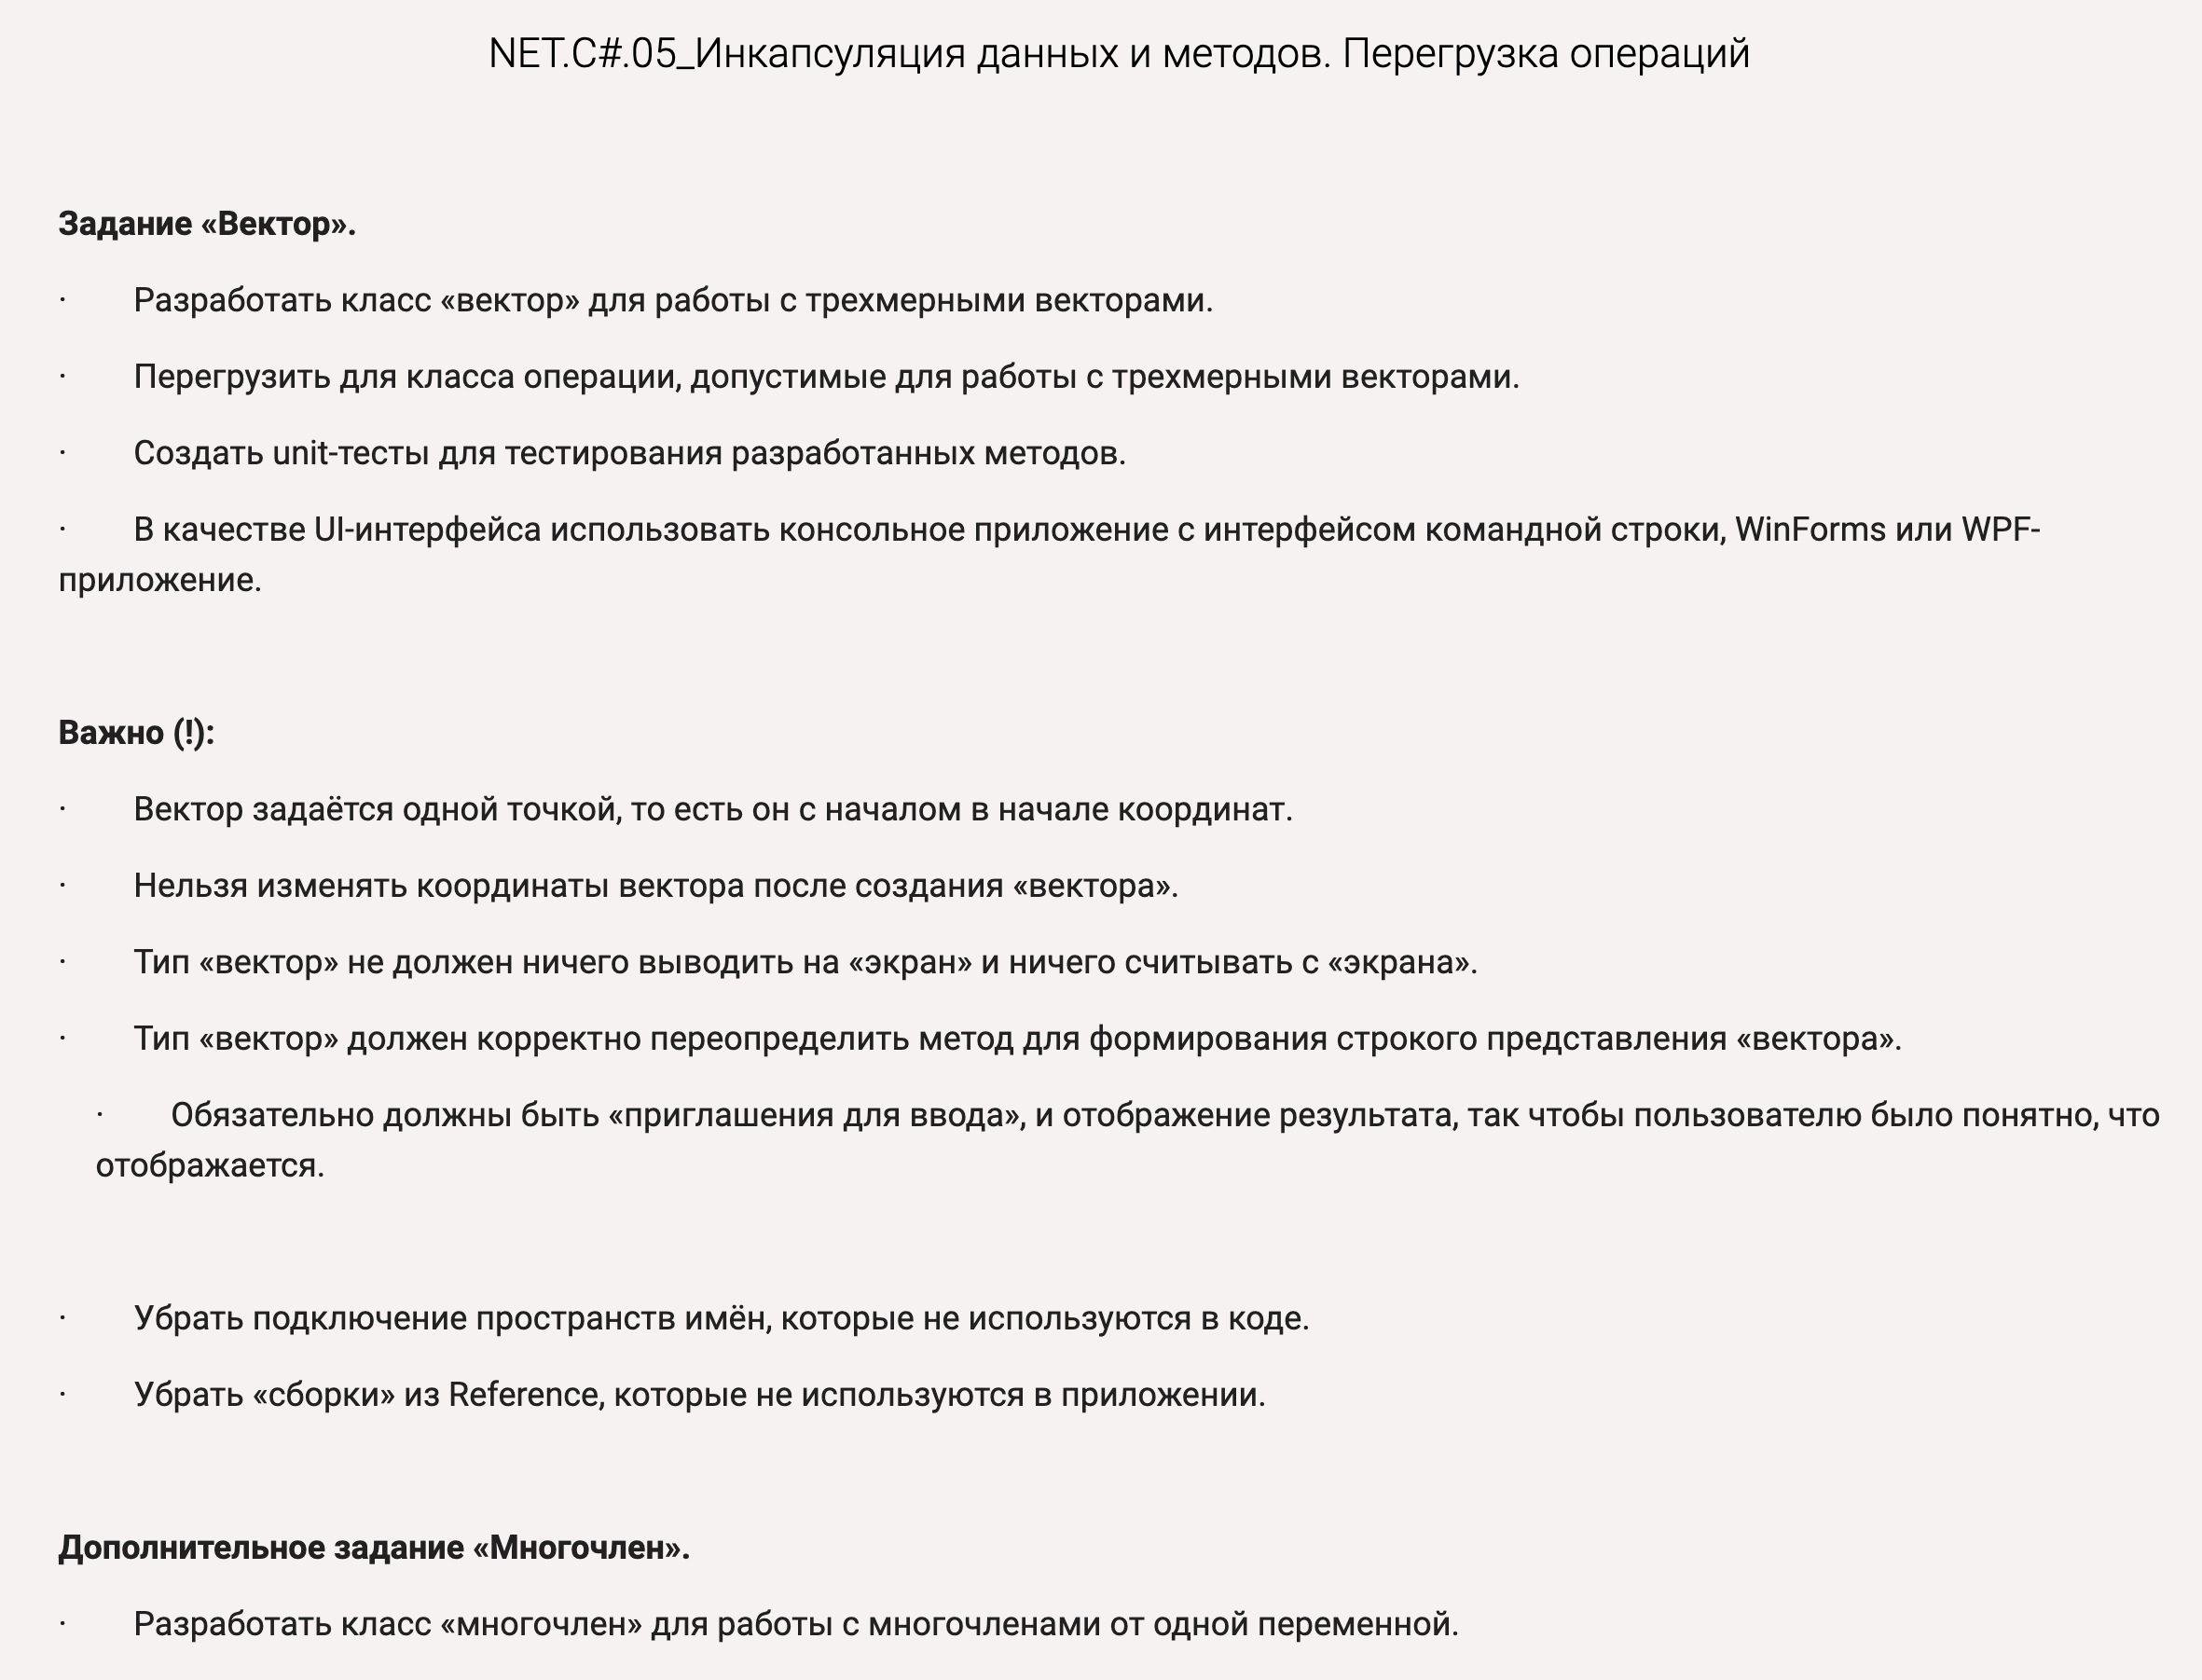 NET.C#.05_Инкапсуляция данных и методов. Перегрузка операций
Задание «Вектор».
· Разработать класс «вектор» для работы с трехмерными векторами.
· Перегрузить для класса операции, допустимые для работы с трехмерными векторами.
· Создать unit-тесты для тестирования разработанных методов.
· В качестве UI-интерфейса использовать консольное приложение с интерфейсом командной строки, WinForms или WPF-
приложение.
Важно (!):
· Вектор задаётся одной точкой, то есть он с началом в начале координат.
· Нельзя изменять координаты вектора после создания «вектора».
· Тип «вектор» не должен ничего выводить на «экран» и ничего считывать с «экрана».
· Тип «вектор» должен корректно переопределить метод для формирования строкого представления «вектора».
· Обязательно должны быть «приглашения для ввода», и отображение результата, так чтобы пользователю было понятно, что
отображается.
· Убрать подключение пространств имён, которые не используются в коде.
· Убрать «сборки» из Reference, которые не используются в приложении.
Дополнительное задание «Многочлен».
· Разработать класс «многочлен» для работы с многочленами от одной переменной.